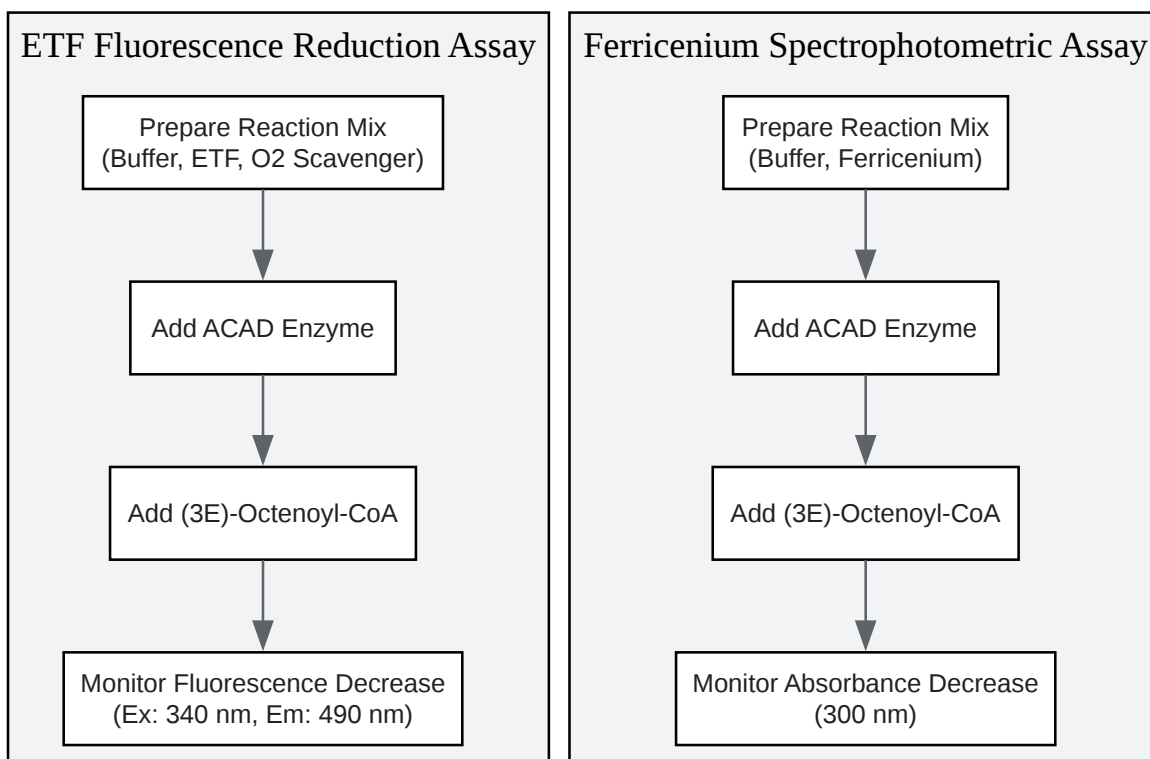 ETF Fluorescence Reduction Assay
Prepare Reaction Mix
(Buffer, ETF, O2 Scavenger)
Add ACAD Enzyme
Add (3E)-Octenoyl-CoA
Monitor Fluorescence Decrease
(Ex: 340 nm, Em: 490 nm)
Ferricenium Spectrophotometric Assay
Prepare Reaction Mix
(Buffer, Ferricenium)
Add ACAD Enzyme
Add (3E)-Octenoyl-CoA
Monitor Absorbance Decrease
(300 nm)